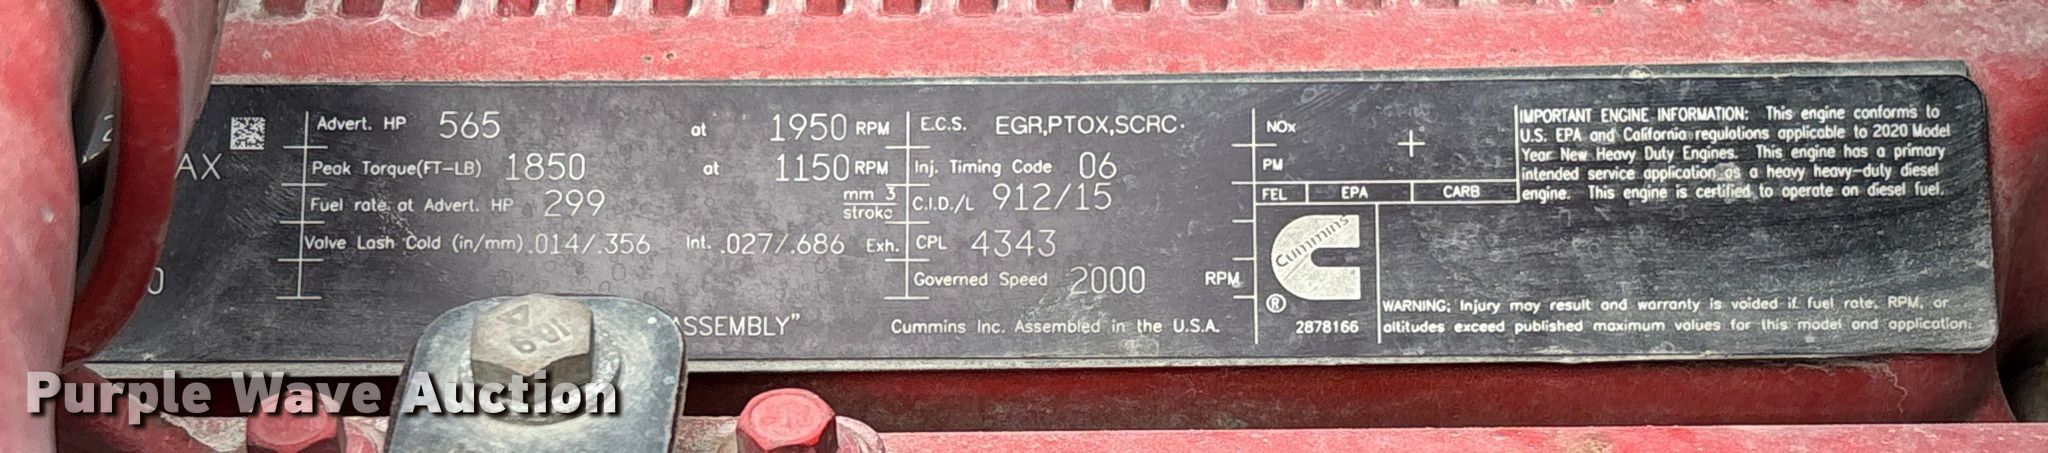 Advert. HP 565 at 1950 RPM
AX
Peak Torque(FT-LB) 1850 at 1150 RPM
Fuel rate at Advert. HP 299 mm 3
stroke
Valve Lash Cold (in/mm) .014/.356 Int. .027/.686 Exh.
0
ASSEMBLY"
E.C.S. EGR,PTOX,SCRC
Inj. Timing Code 06
C.I.D./L 912/15
CPL 4343
Governed Speed 2000 RPM
Cummins Inc. Assembled in the U.S.A.
NOx
PM
FEL EPA CARB
Cummins
®
2878166
IMPORTANT ENGINE INFORMATION: This engine conforms to
U.S. EPA and California regulations applicable to 2020 Model
Year New Heavy Duty Engines. This engine has a primary
intended service application as a heavy heavy-duty diesel
engine. This engine is certified to operate on diesel fuel.
WARNING: Injury may result and warranty is voided if fuel rate, RPM, or
altitudes exceed published maximum values for this model and application.
Purple Wave Auction